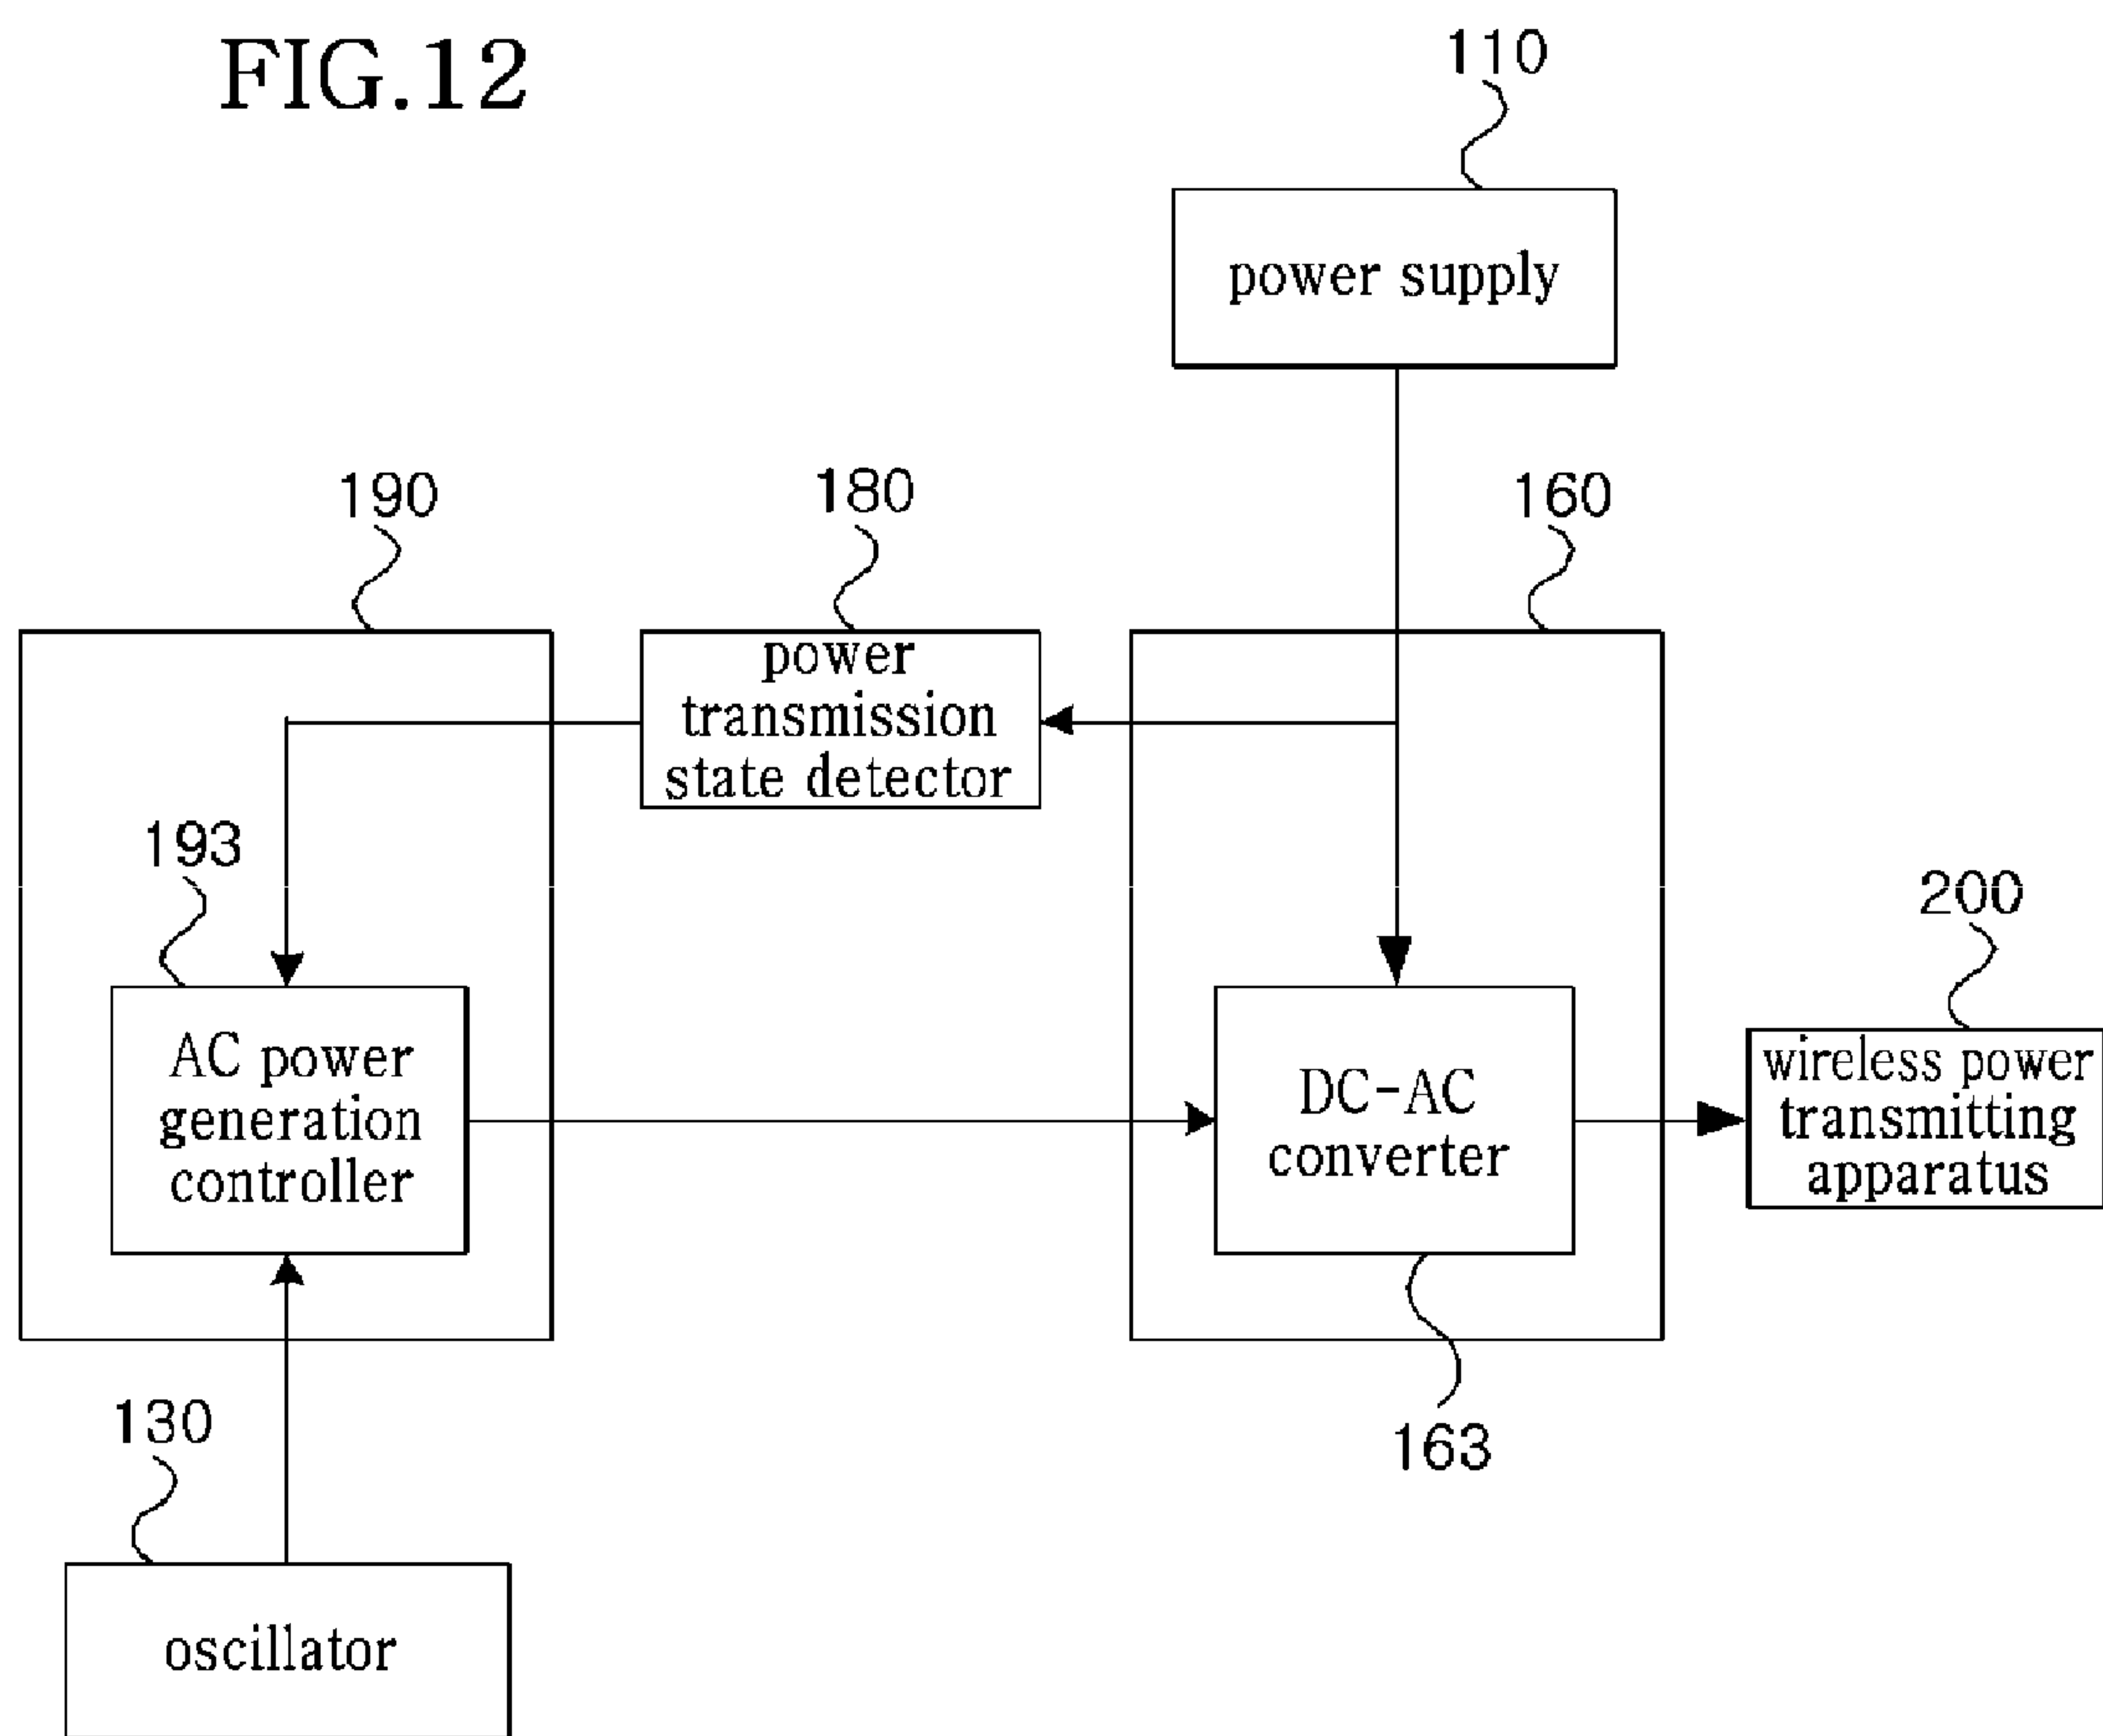 FIG.12
110
power supply
190
180
160
power
transmission
state detector
193
200
AC power
generation
controller
DC-AC
converter
wireless power
transmitting
apparatus
130
163
oscillator